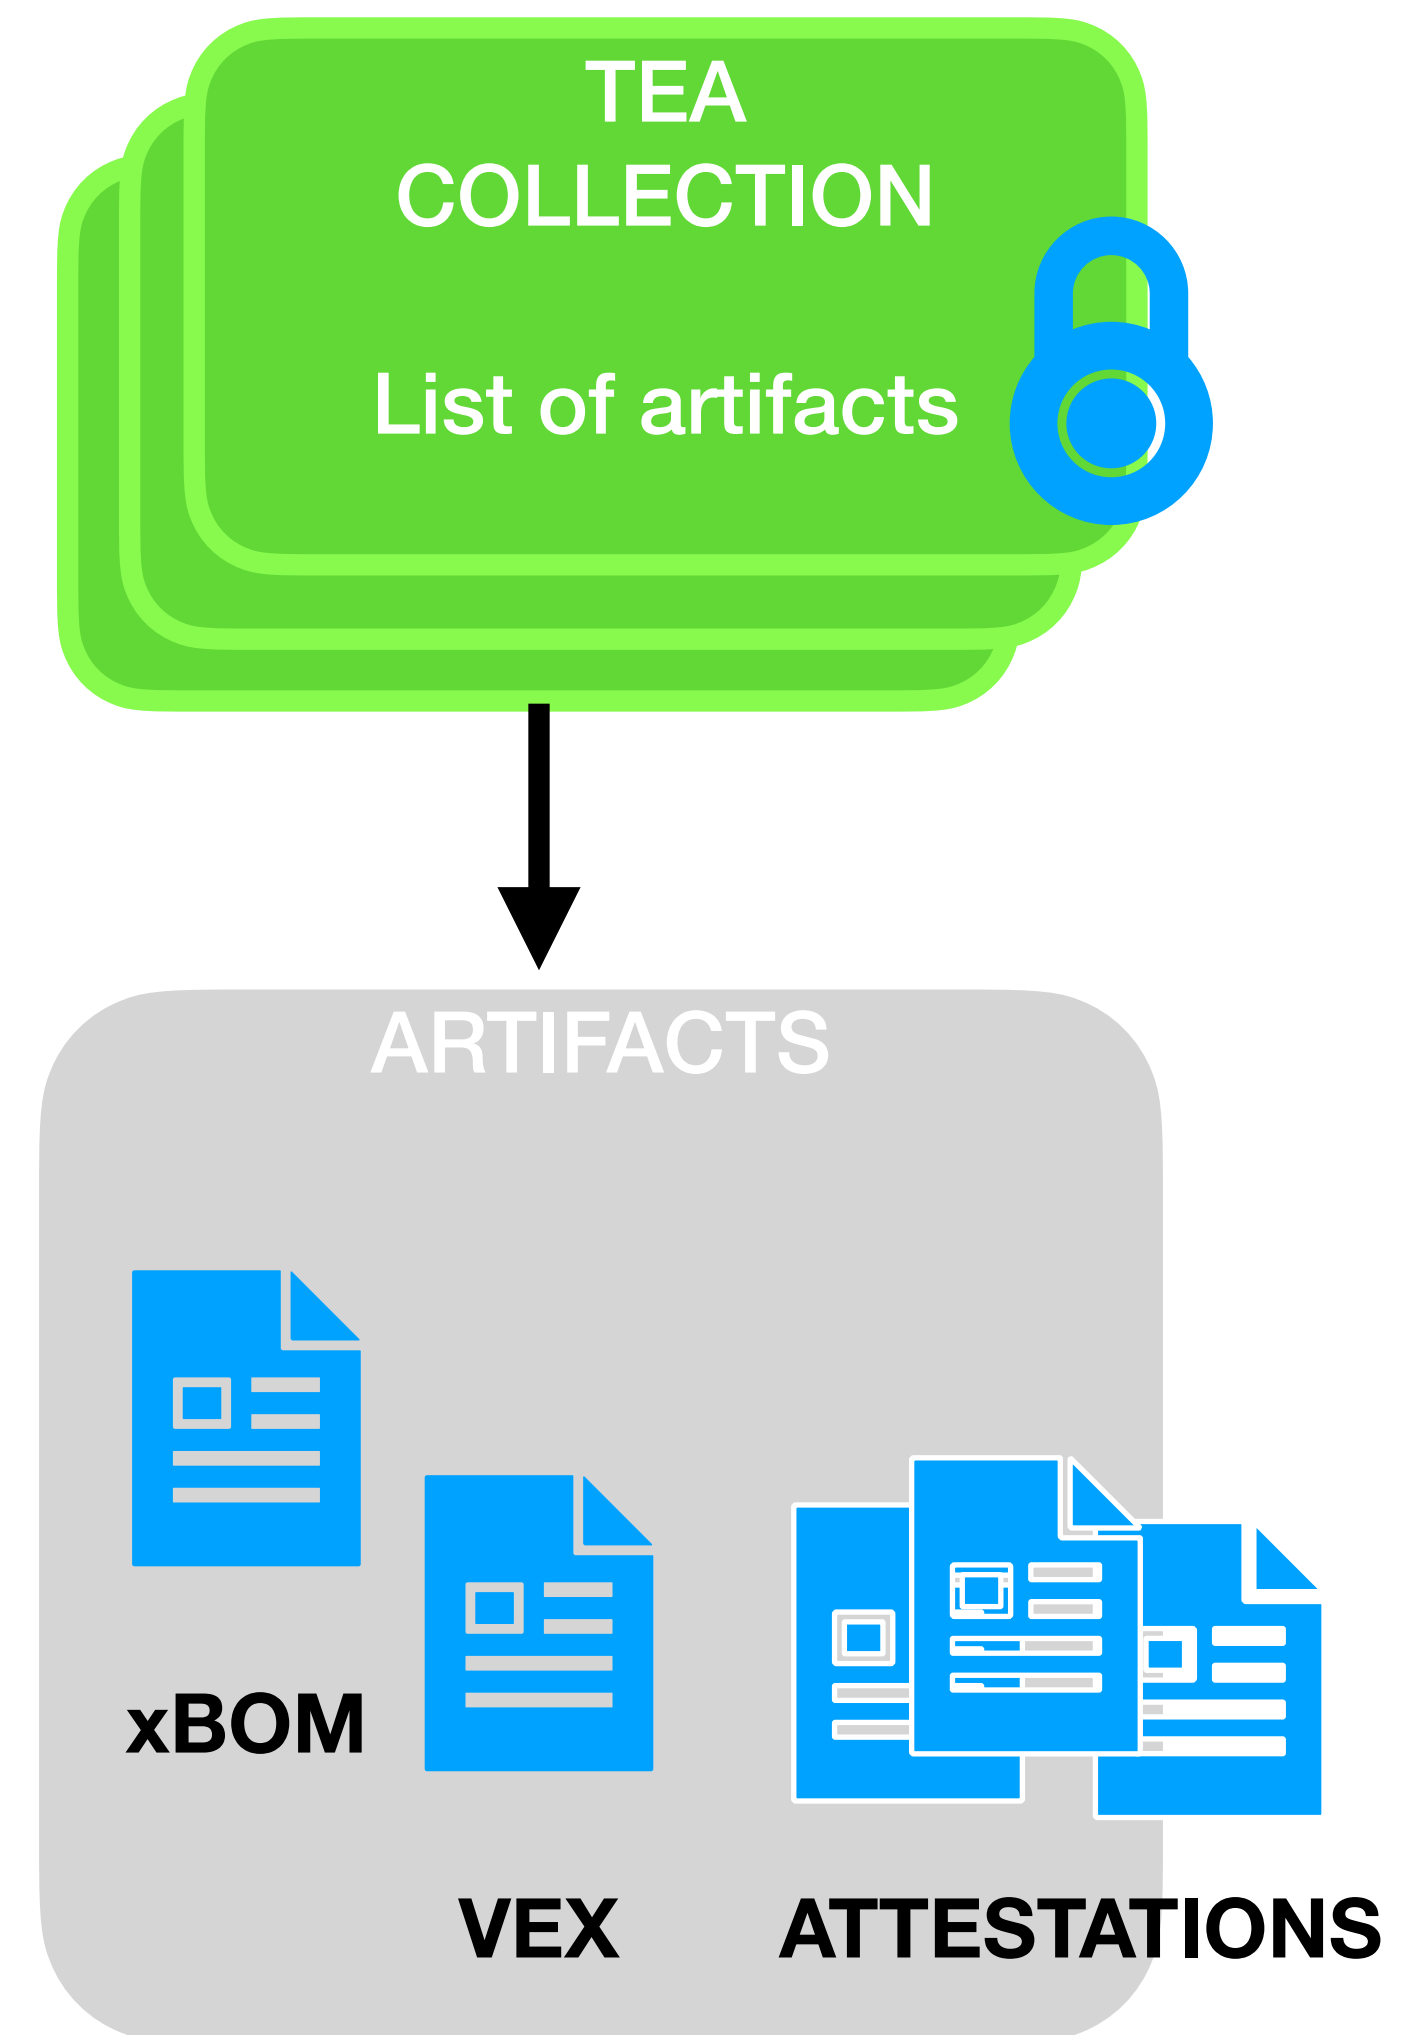 TEA
COLLECTION
List of artifacts
ARTIFACTS
xBOM
VEX
ATTESTATIONS